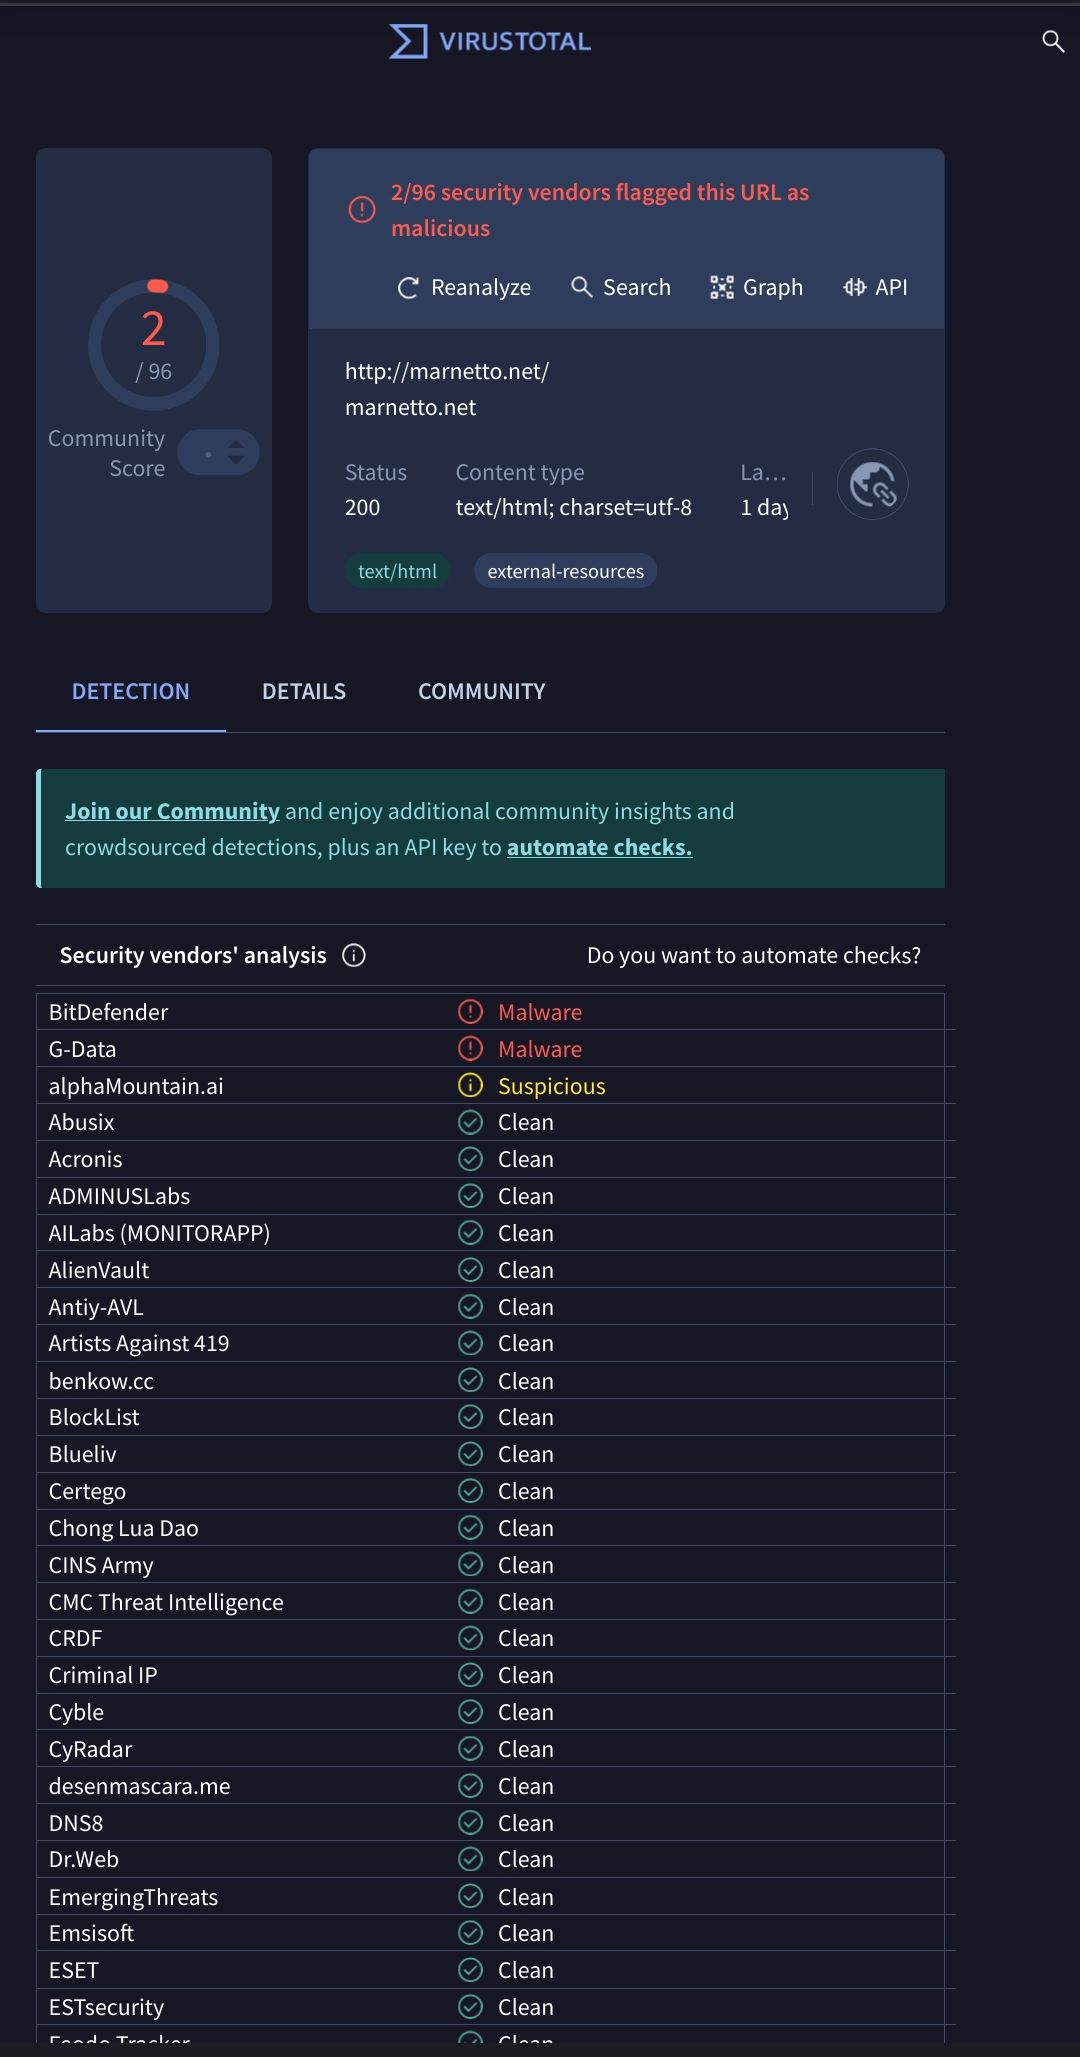 VIRUSTOTAL
2/96 security vendors flagged this URL as
malicious
Reanalyze Search Graph API
2
/ 96
Community
Score
http://marnetto.net/
marnetto.net
Status Content type La…
200 text/html; charset=utf-8 1 day
text/html external-resources
DETECTION DETAILS COMMUNITY
Join our Community and enjoy additional community insights and
crowdsourced detections, plus an API key to automate checks.
Security vendors' analysis Do you want to automate checks?
BitDefender Malware
G-Data Malware
alphaMountain.ai Suspicious
Abusix Clean
Acronis Clean
ADMINUSLabs Clean
AILabs (MONITORAPP) Clean
AlienVault Clean
Antiy-AVL Clean
Artists Against 419 Clean
benkow.cc Clean
BlockList Clean
Blueliv Clean
Certego Clean
Chong Lua Dao Clean
CINS Army Clean
CMC Threat Intelligence Clean
CRDF Clean
Criminal IP Clean
Cyble Clean
CyRadar Clean
desenmascara.me Clean
DNS8 Clean
Dr.Web Clean
EmergingThreats Clean
Emsisoft Clean
ESET Clean
ESTsecurity Clean
Feodo Tracker Clean